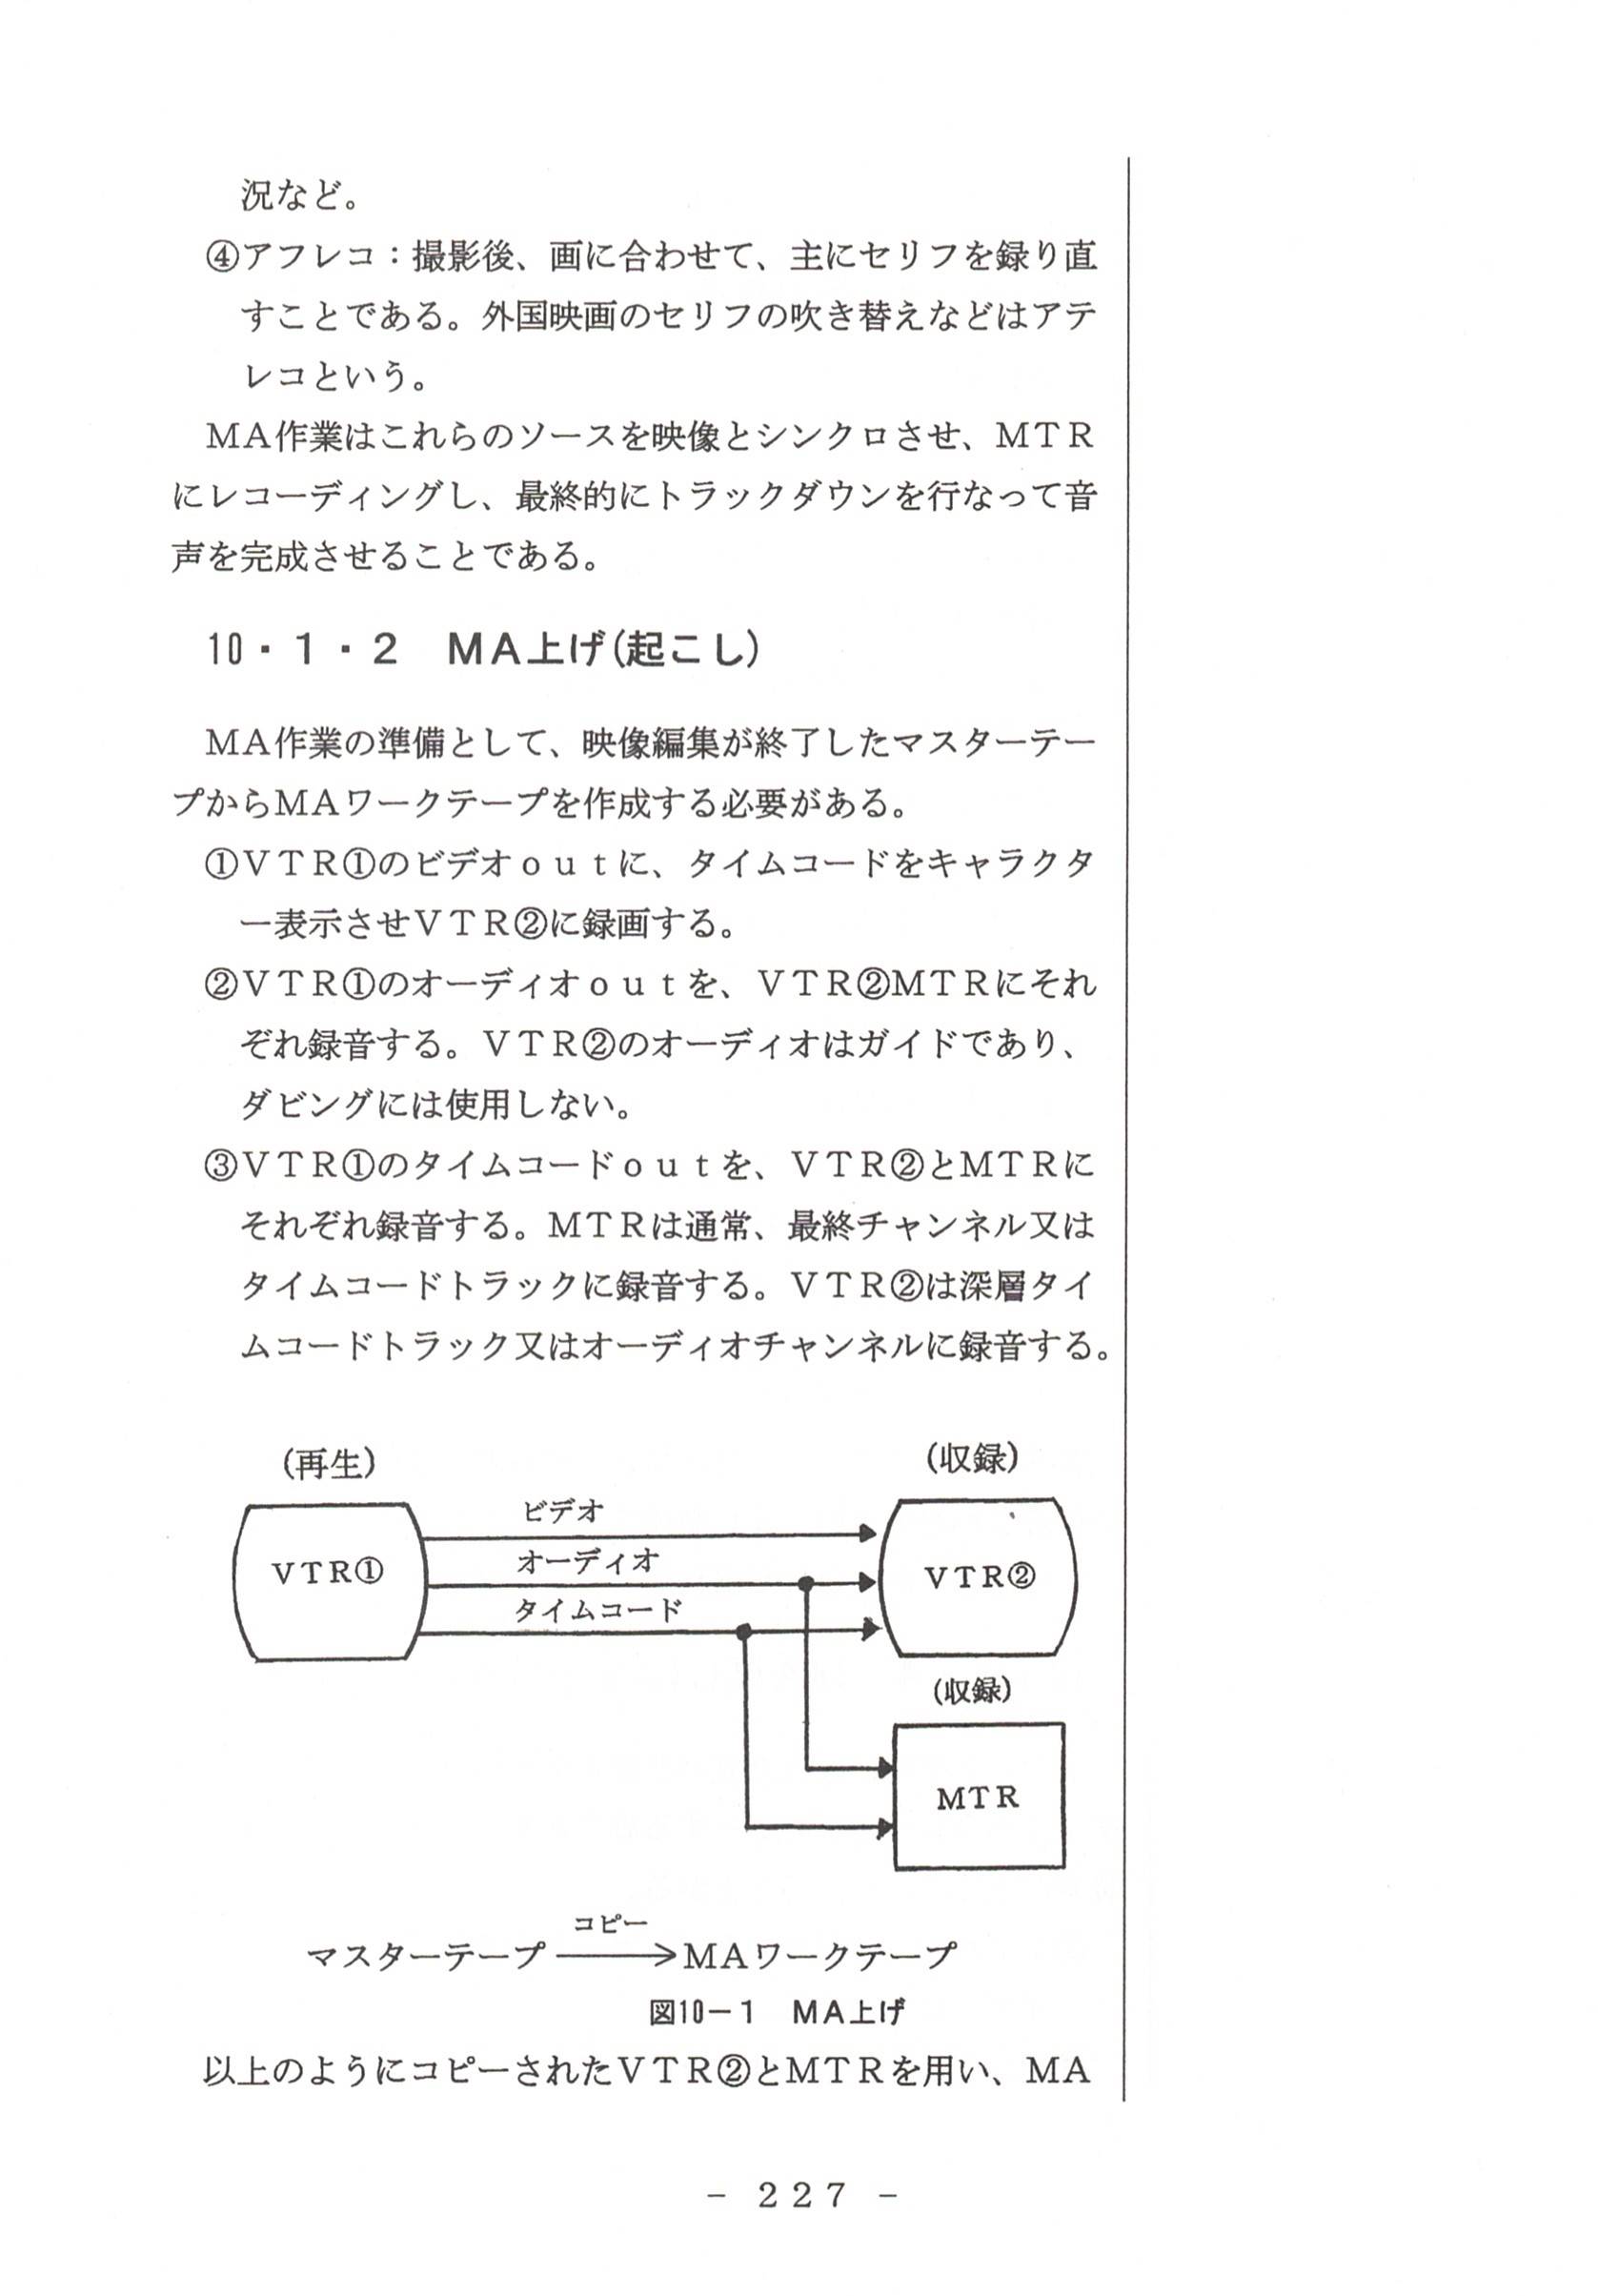 況など。
④アフレコ：撮影後、画に合わせて、主にセリフを録り直
すことである。外国映画のセリフの吹き替えなどはアテ
レコという。
ＭＡ作業はこれらのソースを映像とシンクロさせ、ＭＴＲ
にレコーディングし、最終的にトラックダウンを行なって音
声を完成させることである。
10・１・２　ＭＡ上げ(起こし)
ＭＡ作業の準備として、映像編集が終了したマスターテー
プからＭＡワークテープを作成する必要がある。
①ＶＴＲ①のビデオｏｕｔに、タイムコードをキャラクタ
ー表示させＶＴＲ②に録画する。
②ＶＴＲ①のオーディオｏｕｔを、ＶＴＲ②ＭＴＲにそれ
ぞれ録音する。ＶＴＲ②のオーディオはガイドであり、
ダビングには使用しない。
③ＶＴＲ①のタイムコードｏｕｔを、ＶＴＲ②とＭＴＲに
それぞれ録音する。ＭＴＲは通常、最終チャンネル又は
タイムコードトラックに録音する。ＶＴＲ②は深層タイ
ムコードトラック又はオーディオチャンネルに録音する。
(再生)
(収録)
ビデオ
オーディオ
タイムコード
ＶＴＲ①
ＶＴＲ②
(収録)
ＭＴＲ
コピー
マスターテープ→ＭＡワークテープ
図10－１　ＭＡ上げ
以上のようにコピーされたＶＴＲ②とＭＴＲを用い、ＭＡ
－ ２２７ －